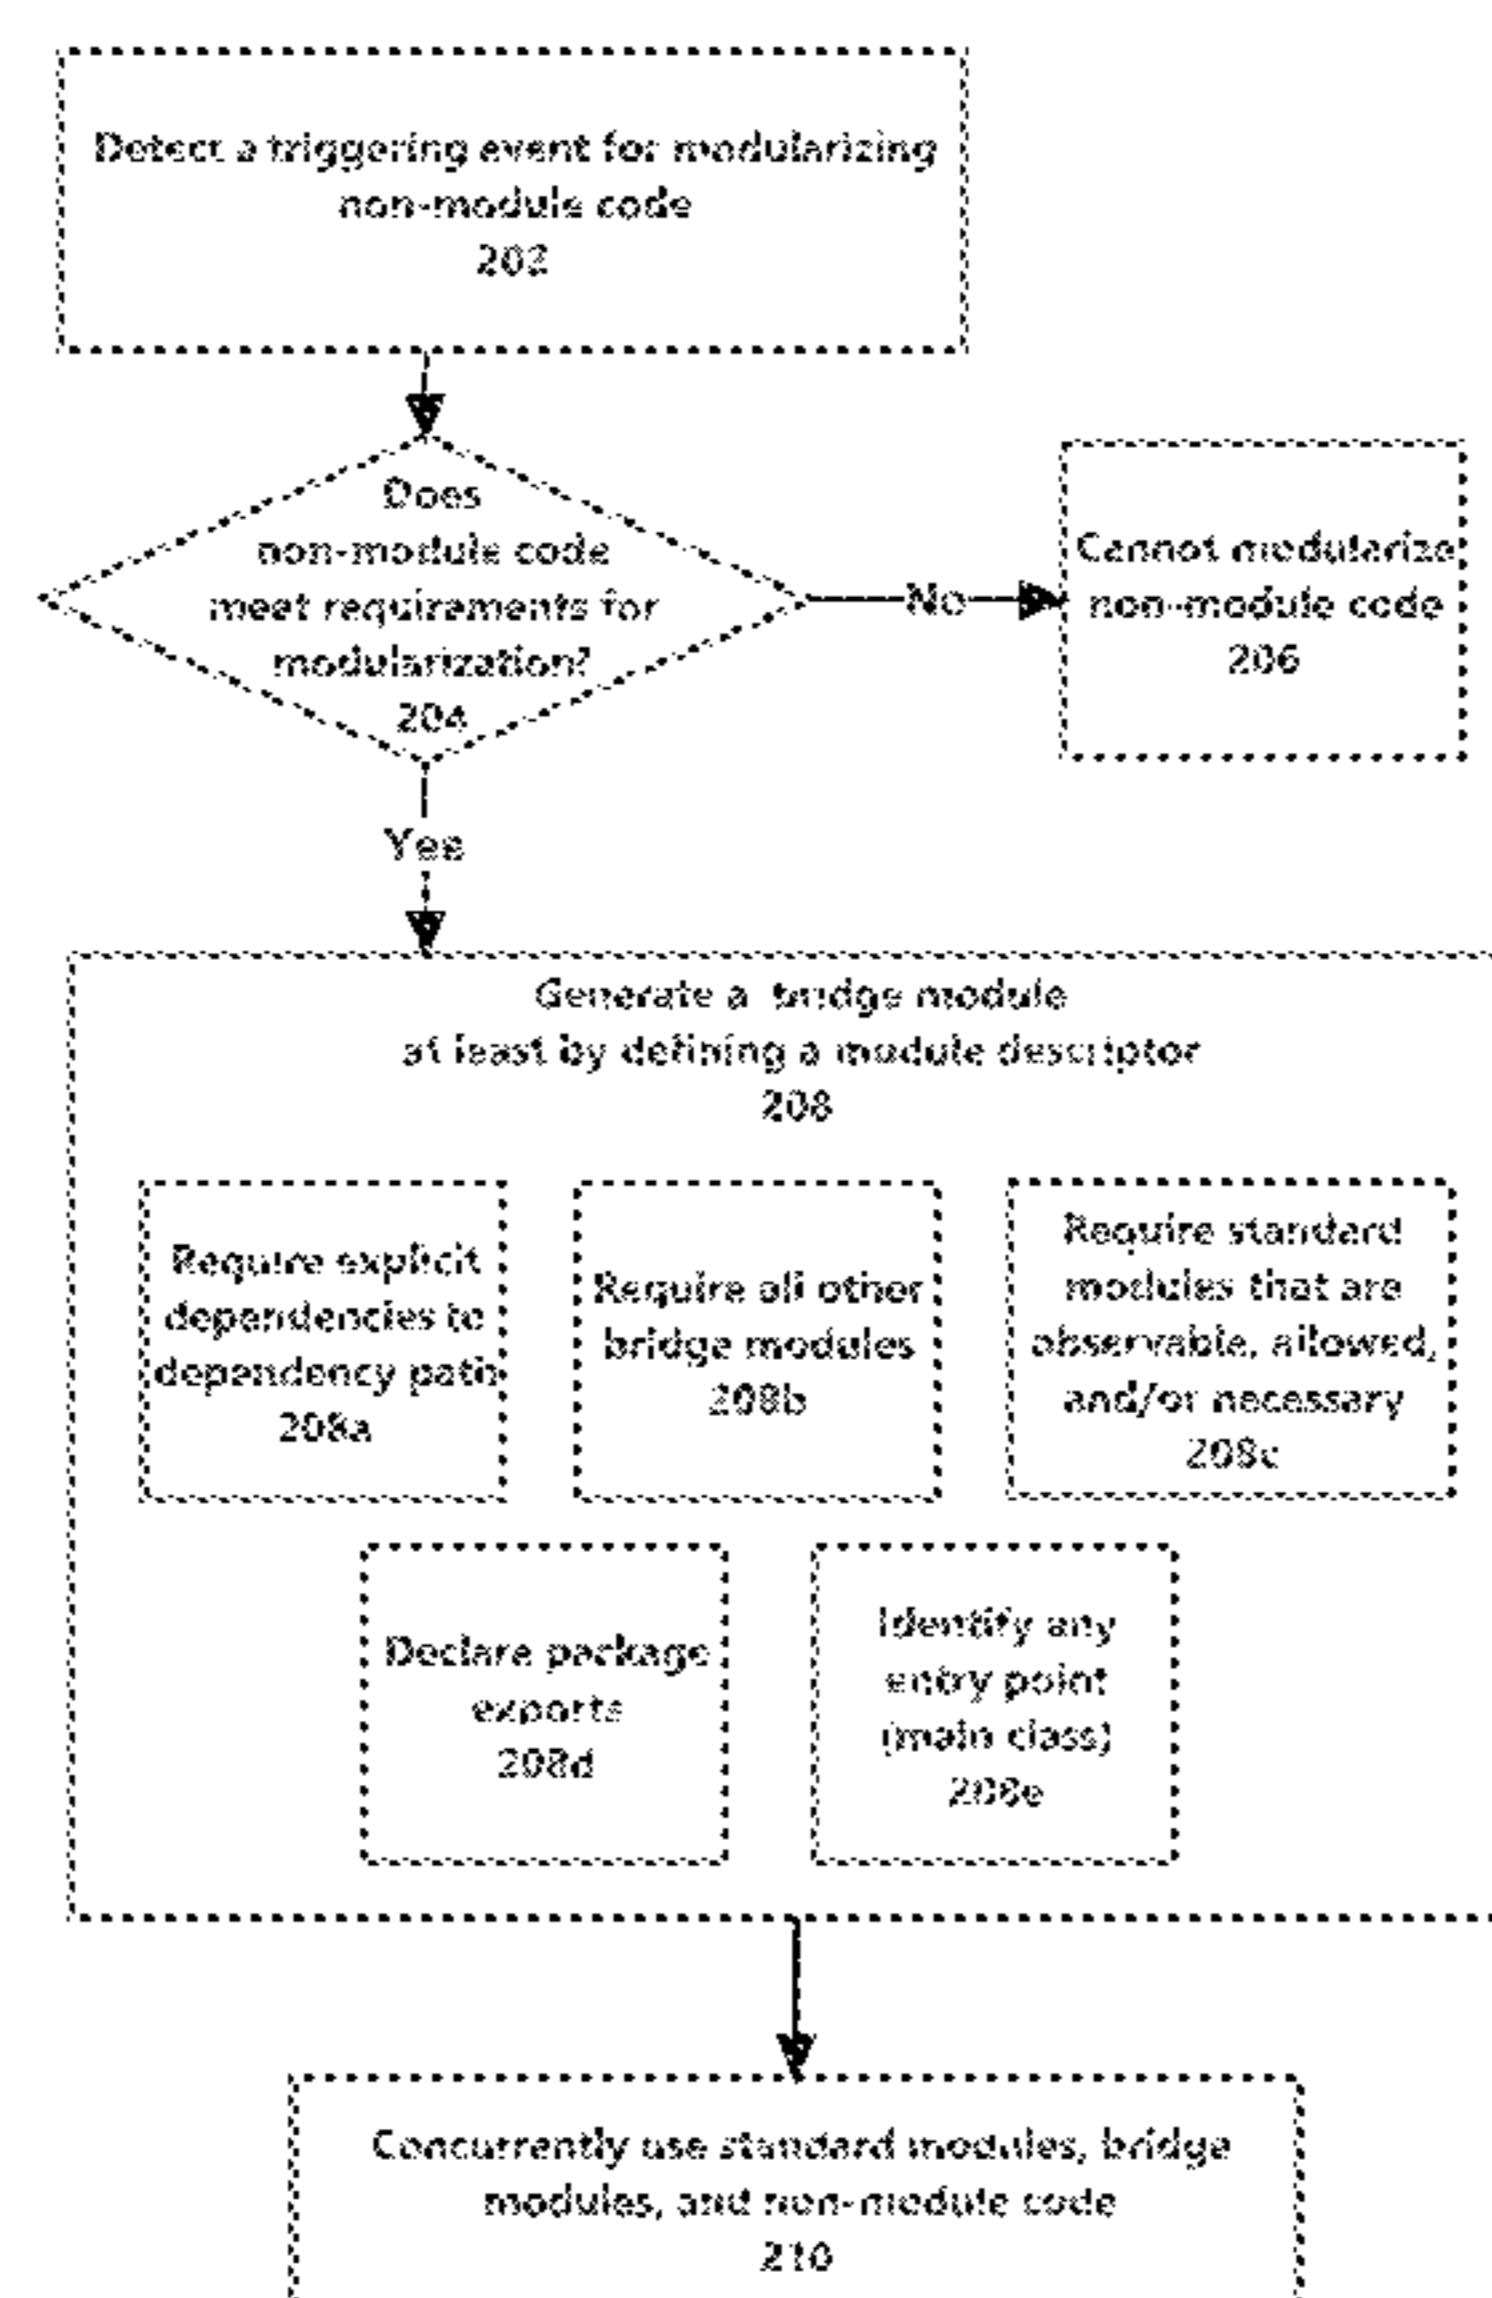 Detect a triggering event for modularizing
non-module code
202
Does
non-module code
meet requirements for
modularization?
204
No
Cannot modularize
non-module code
206
Yes
Generate a bridge module
at least by defining a module descriptor
208
Require explicit
dependencies to
dependency path
208a
Require all other
bridge modules
208b
Require standard
modules that are
observable, allowed,
and/or necessary
208c
Declare package
exports
208d
Identify any
entry point
(main class)
208e
Concurrently use standard modules, bridge
modules, and non-module code
210